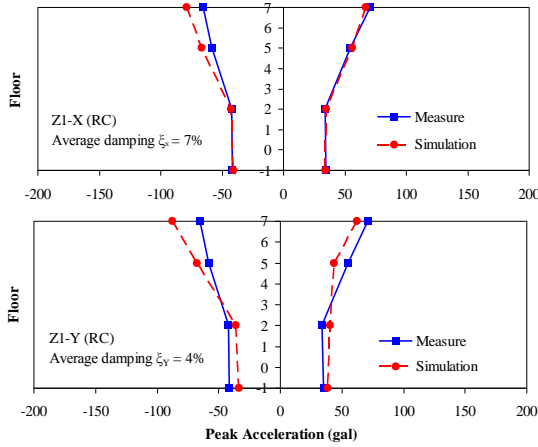 7
6
5
4
3
2
1
0
-1
Floor
Z1-X (RC)
Average damping ξx = 7%
Measure
Simulation
-200 -150 -100 -50 0 50 100 150 200
7
6
5
4
3
2
1
0
-1
Floor
Z1-Y (RC)
Average damping ξY = 4%
Measure
Simulation
-200 -150 -100 -50 0 50 100 150 200
Peak Acceleration (gal)